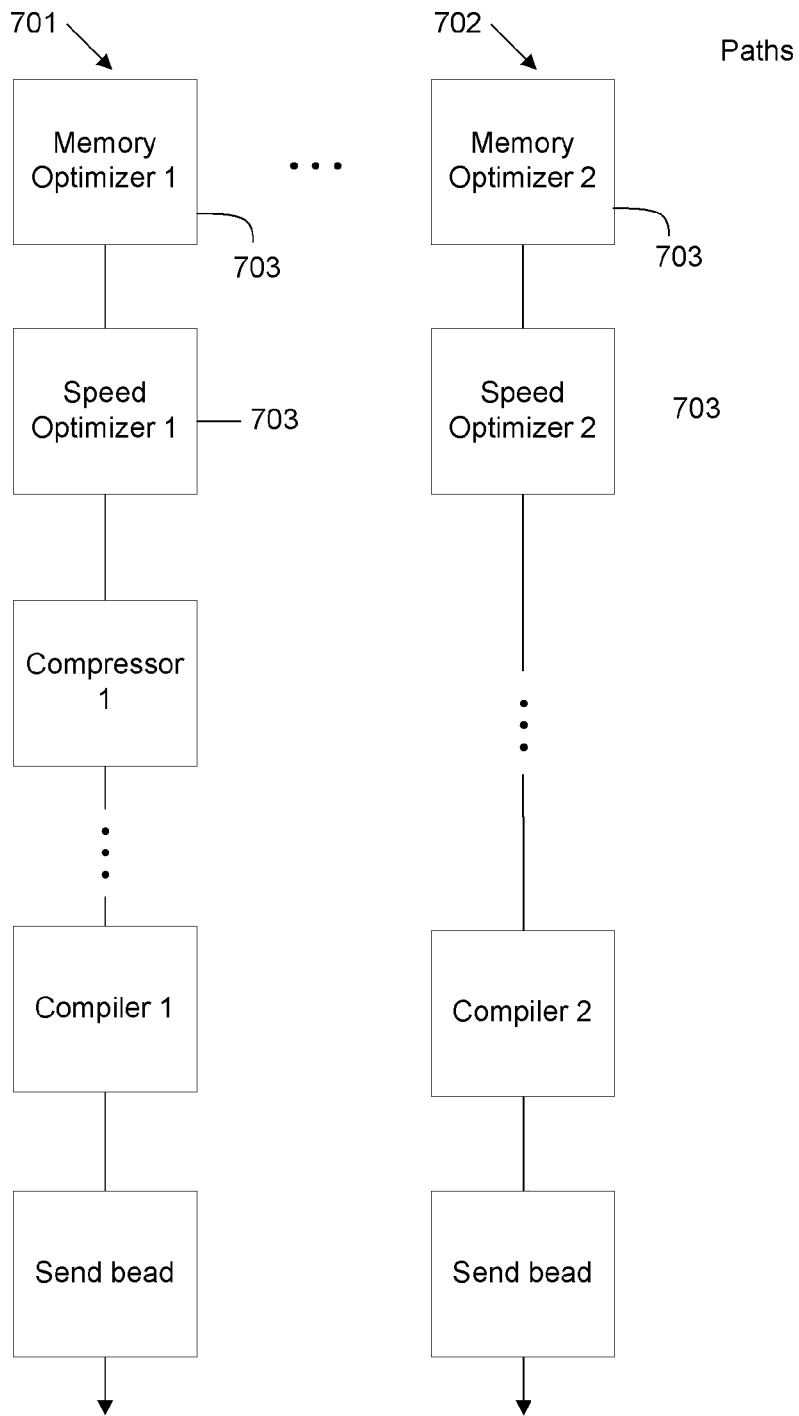 701
702
Paths
Memory
Optimizer 1
Memory
Optimizer 2
703
703
Speed
Optimizer 1
703
Speed
Optimizer 2
703
Compressor
1
Compiler 1
Compiler 2
Send bead
Send bead